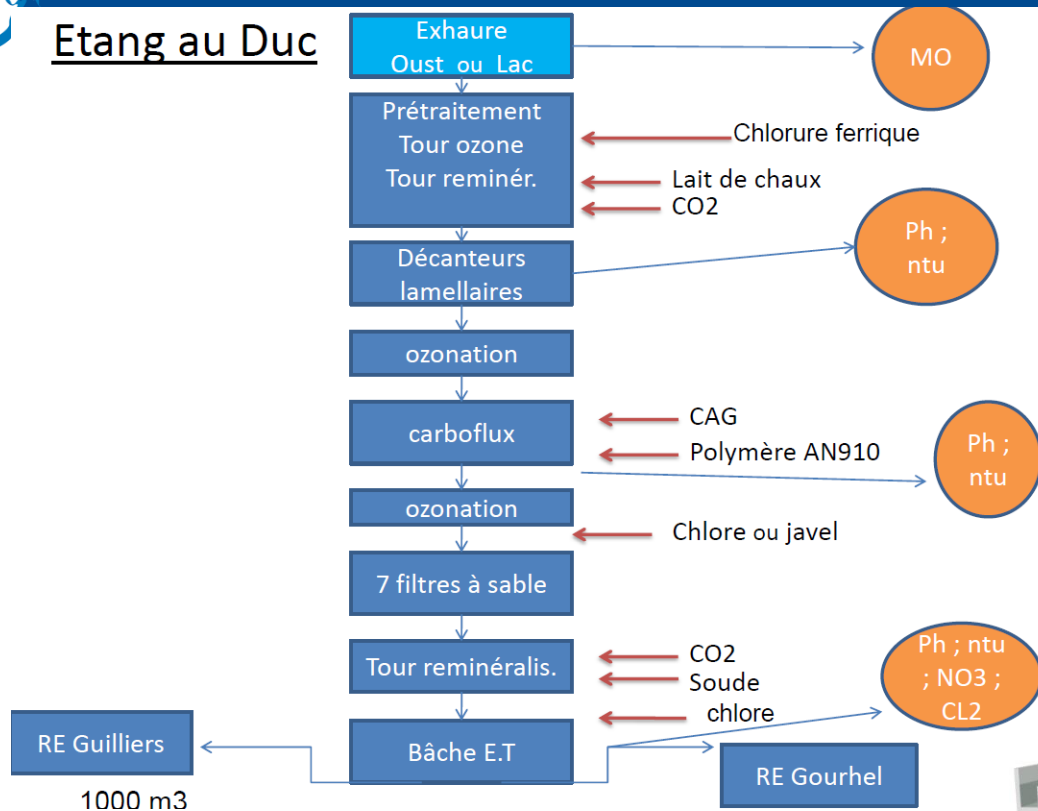 Etang au Duc
Exhaure
Oust ou Lac
MO
Prétraitement
Tour ozone
Tour reminér.
Chlorure ferrique
Lait de chaux
CO2
Décanteurs
lamellaires
Ph ;
ntu
ozonation
carboflux
CAG
Polymère AN910
Ph ;
ntu
ozonation
Chlore ou javel
7 filtres à sable
Tour reminéralis.
CO2
Soude
chlore
Ph ; ntu
; NO3 ;
CL2
Bâche E.T
RE Guilliers
1000 m3
RE Gourhel